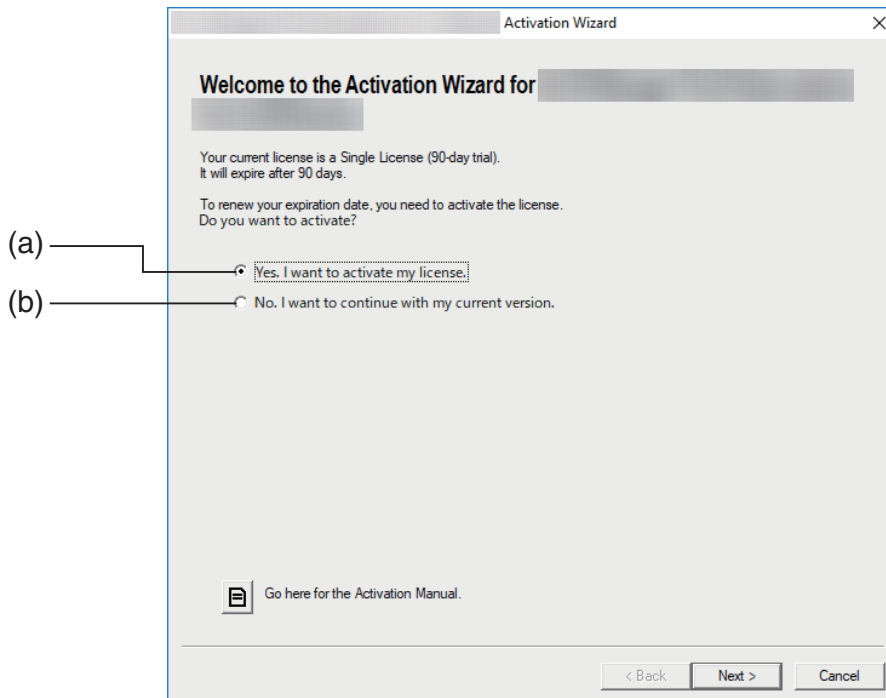 Activation Wizard
Welcome to the Activation Wizard for
Your current license is a Single License (90-day trial).
It will expire after 90 days.
To renew your expiration date, you need to activate the license.
Do you want to activate?
(a)
Yes. I want to activate my license.
(b)
No. I want to continue with my current version.
Go here for the Activation Manual.
< Back
Next >
Cancel